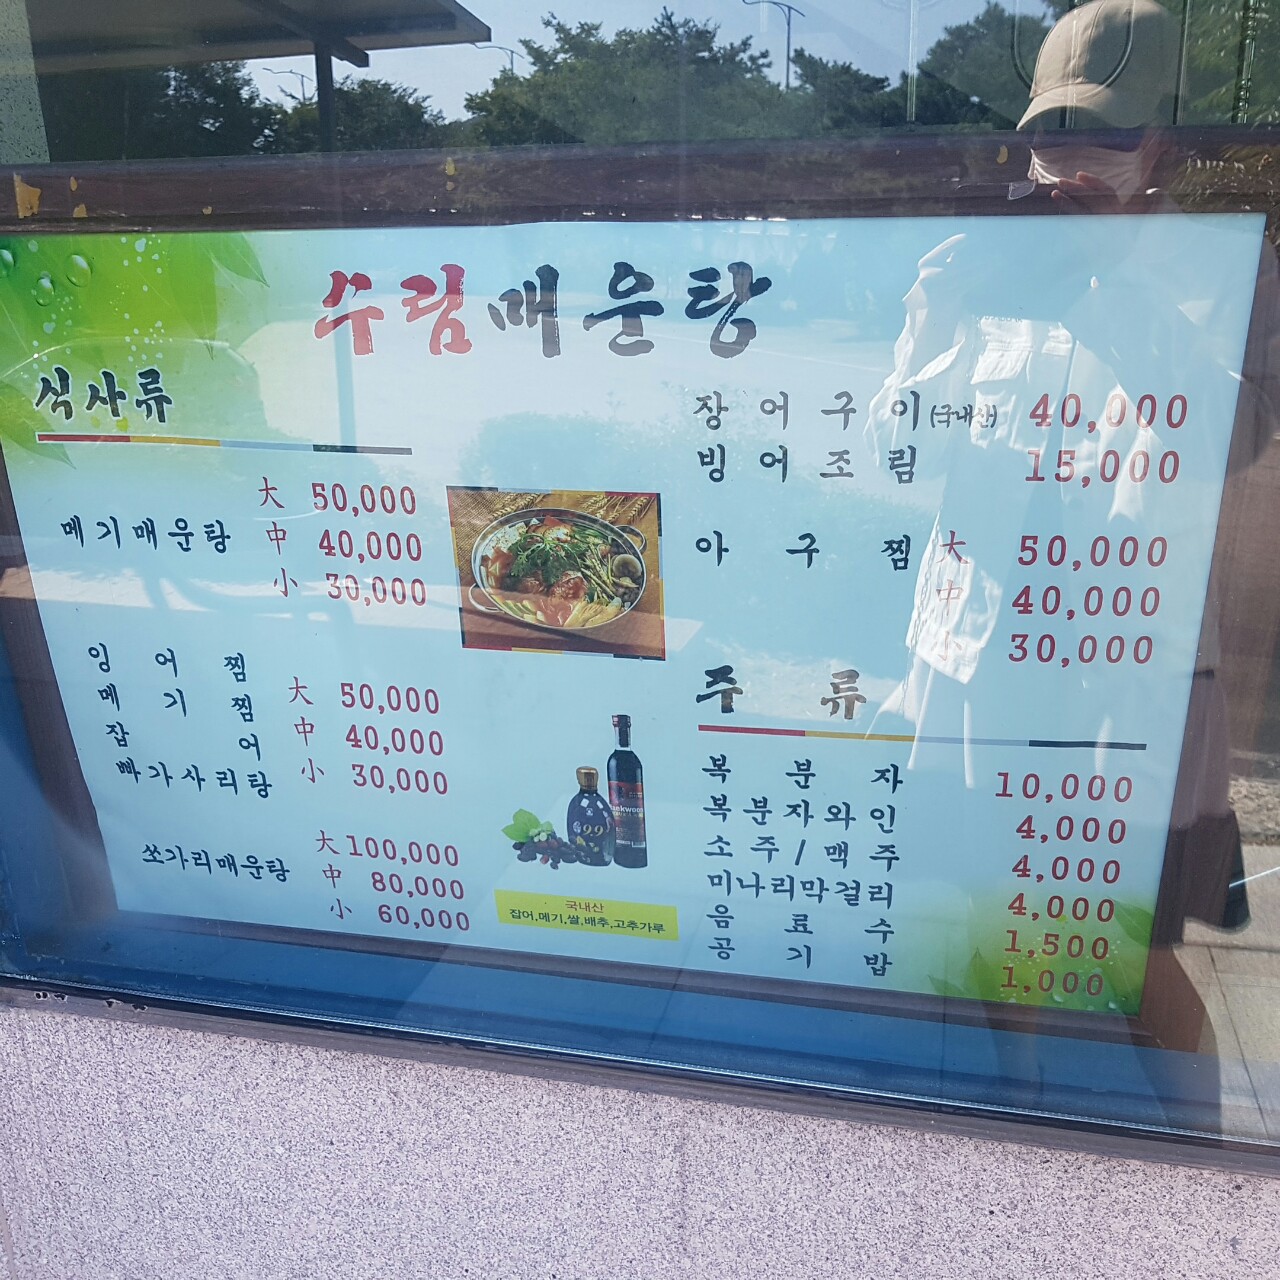 수림매운탕
식사류
메기매운탕 大 50,000
中 40,000
小 30,000
잉어찜
메기찜
잡어
빠가사리탕
大 50,000
中 40,000
小 30,000
쏘가리매운탕 大 100,000
中 80,000
小 60,000
국내산
잡어,메기,쌀,배추,고추가루
장어구이(국내산) 40,000
빙어조림 15,000
아구찜 大 50,000
中 40,000
小 30,000
주류
복분자 10,000
복분자와인 4,000
소주/맥주 4,000
미나리막걸리 4,000
음료수 1,500
공기밥 1,000